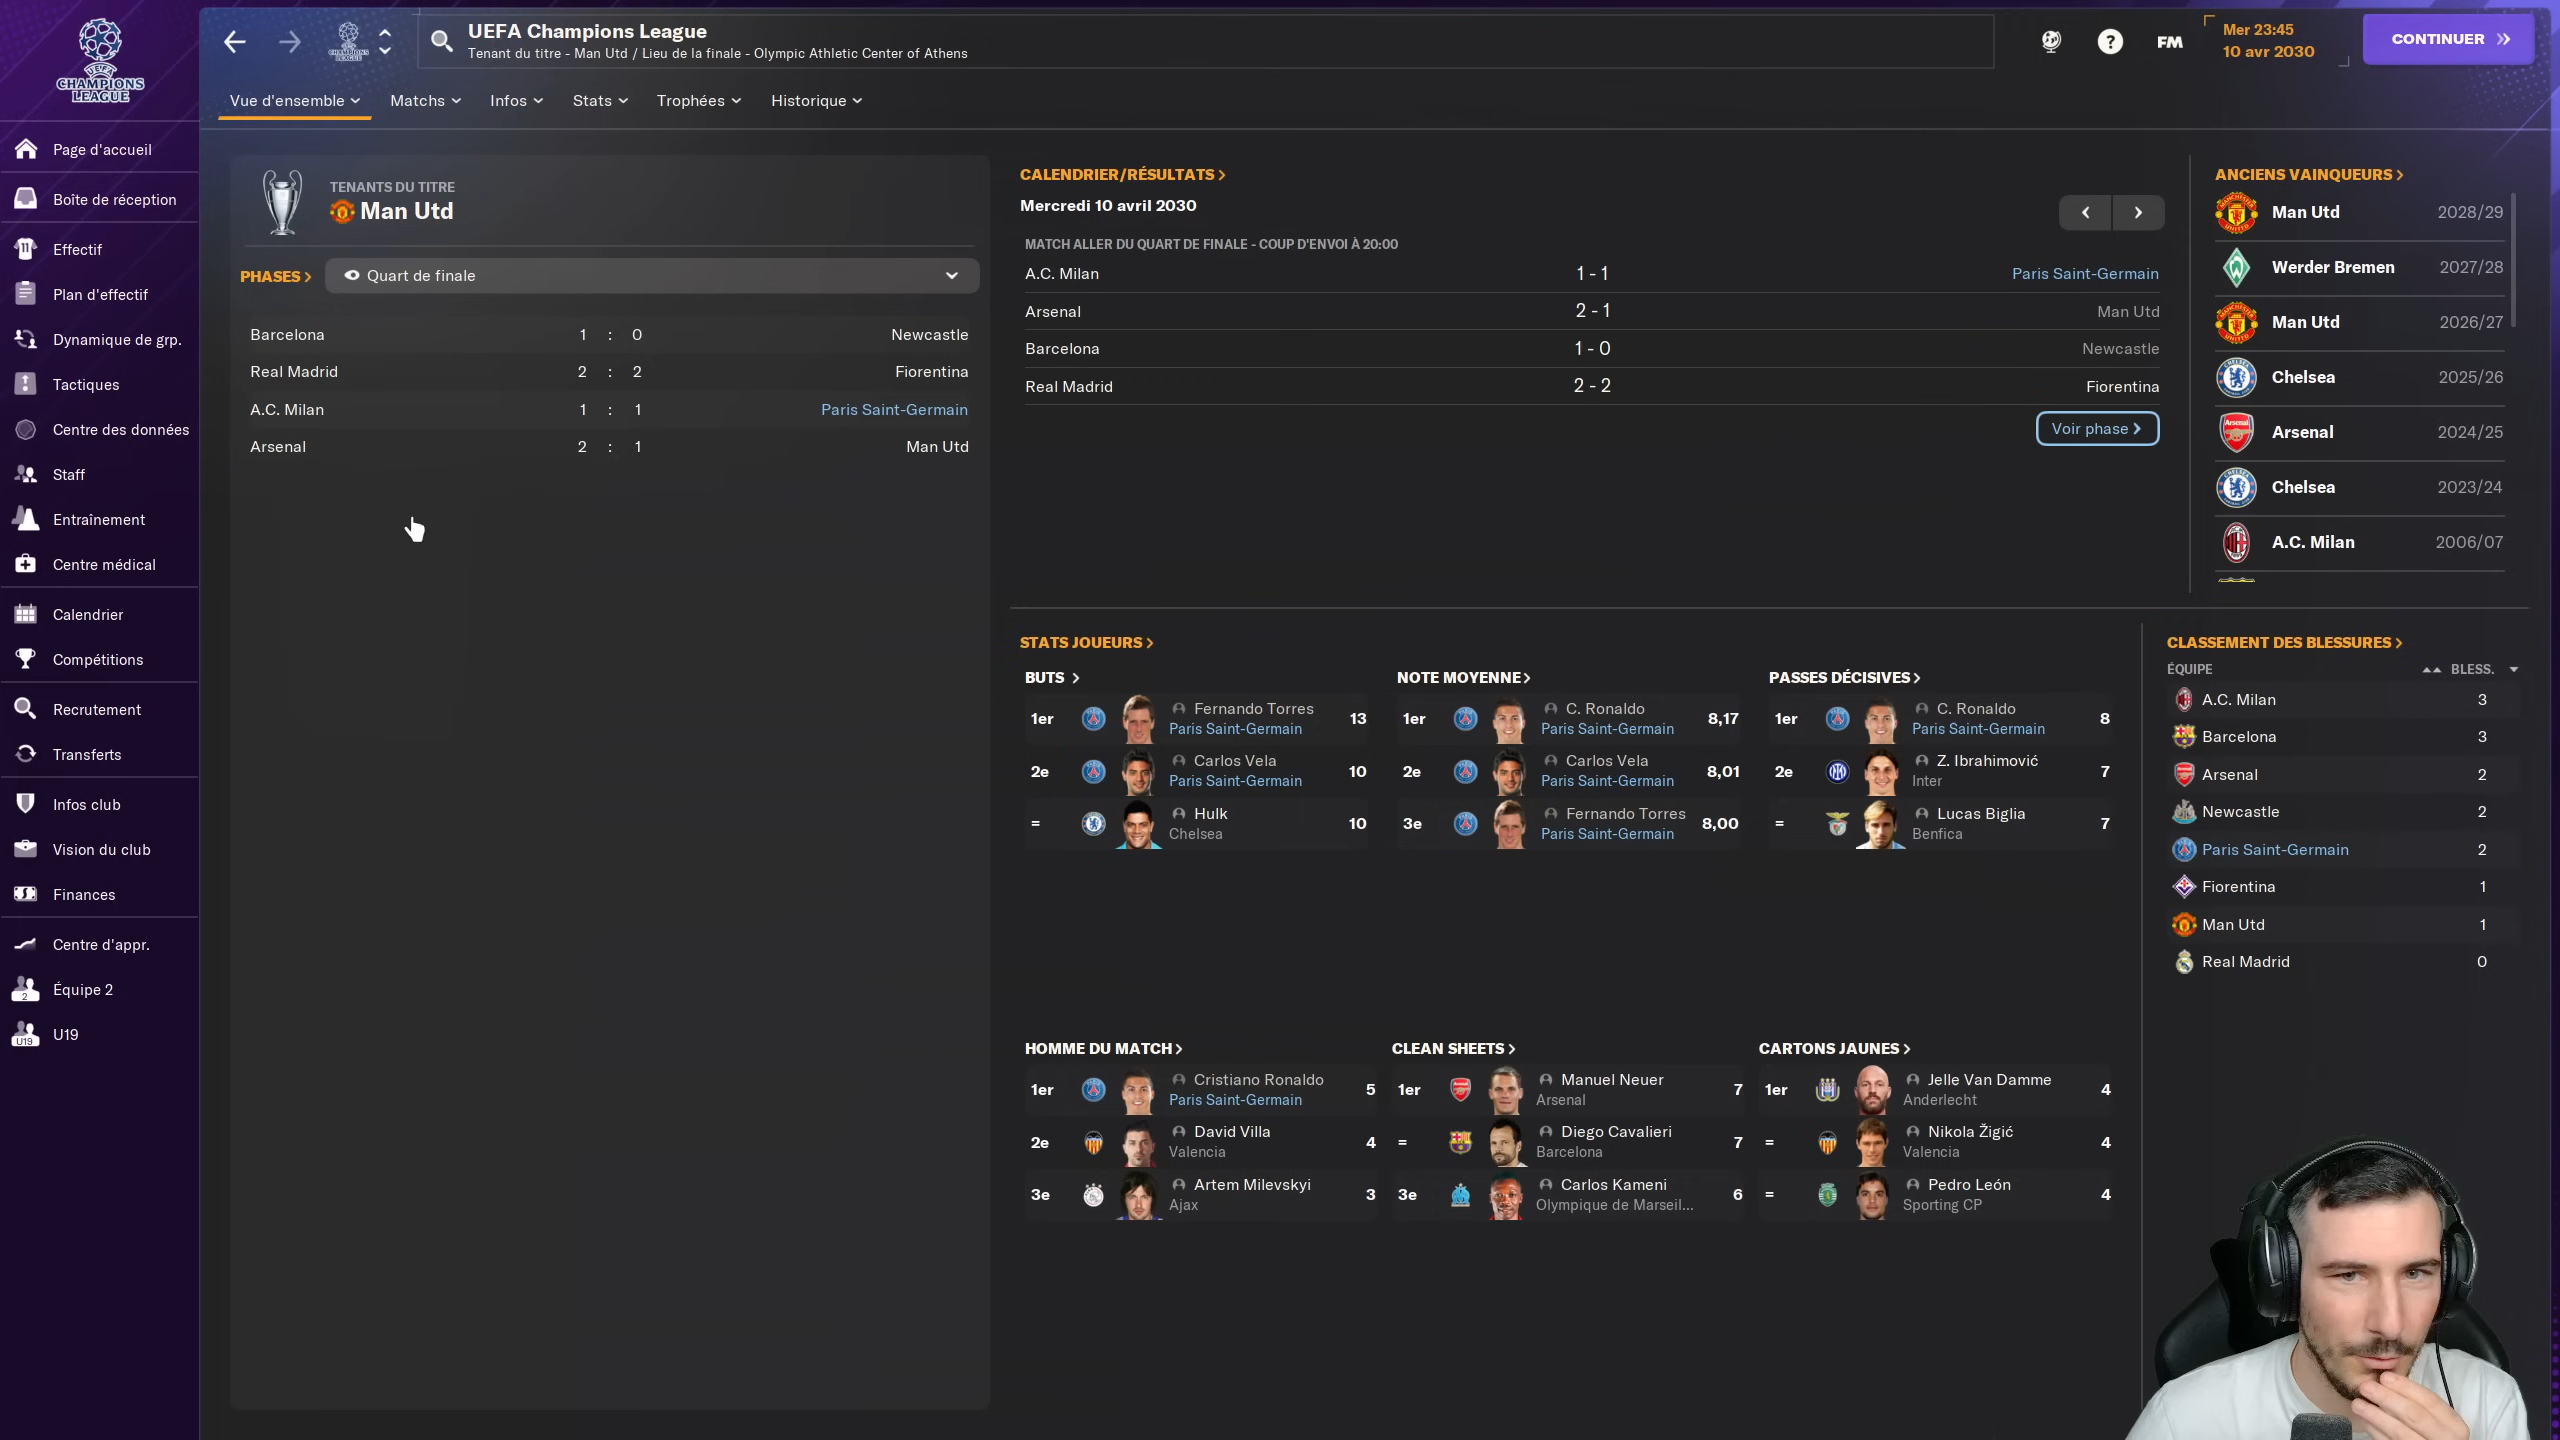 UEFA Champions League
Tenant du titre - Man Utd / Lieu de la finale - Olympic Athletic Center of Athens
FM
Mer 23:45
10 avr 2030
CONTINUER
UEFA
CHAMPIONS
LEAGUE
Vue d'ensemble
Matchs
Infos
Stats
Trophées
Historique
Page d'accueil
Boîte de réception
Effectif
Plan d'effectif
Dynamique de grp.
Tactiques
Centre des données
Staff
Entraînement
Centre médical
Calendrier
Compétitions
Recrutement
Transferts
Infos club
Vision du club
Finances
Centre d'appr.
2
Équipe 2
U19
U19
TENANTS DU TITRE
Man Utd
PHASES
Quart de finale
Barcelona 1 : 0 Newcastle
Real Madrid 2 : 2 Fiorentina
A.C. Milan 1 : 1 Paris Saint-Germain
Arsenal 2 : 1 Man Utd
CALENDRIER/RÉSULTATS
Mercredi 10 avril 2030
MATCH ALLER DU QUART DE FINALE - COUP D'ENVOI À 20:00
A.C. Milan 1 - 1 Paris Saint-Germain
Arsenal 2 - 1 Man Utd
Barcelona 1 - 0 Newcastle
Real Madrid 2 - 2 Fiorentina
Voir phase
ANCIENS VAINQUEURS
Man Utd 2028/29
Werder Bremen 2027/28
Man Utd 2026/27
Chelsea 2025/26
Arsenal 2024/25
Chelsea 2023/24
A.C. Milan 2006/07
STATS JOUEURS
BUTS
1er Fernando Torres 13
Paris Saint-Germain
2e Carlos Vela 10
Paris Saint-Germain
= Hulk 10
Chelsea
NOTE MOYENNE
1er C. Ronaldo 8,17
Paris Saint-Germain
2e Carlos Vela 8,01
Paris Saint-Germain
3e Fernando Torres 8,00
Paris Saint-Germain
PASSES DÉCISIVES
1er C. Ronaldo 8
Paris Saint-Germain
2e Z. Ibrahimović 7
Inter
= Lucas Biglia 7
Benfica
CLASSEMENT DES BLESSURES
ÉQUIPE BLESS.
A.C. Milan 3
Barcelona 3
Arsenal 2
Newcastle 2
Paris Saint-Germain 2
Fiorentina 1
Man Utd 1
Real Madrid 0
HOMME DU MATCH
1er Cristiano Ronaldo 5
Paris Saint-Germain
2e David Villa 4
Valencia
3e Artem Milevskyi 3
Ajax
CLEAN SHEETS
1er Manuel Neuer 7
Arsenal
= Diego Cavalieri 7
Barcelona
3e Carlos Kameni 6
Olympique de Marseil...
CARTONS JAUNES
1er Jelle Van Damme 4
Anderlecht
= Nikola Žigić 4
Valencia
= Pedro León 4
Sporting CP